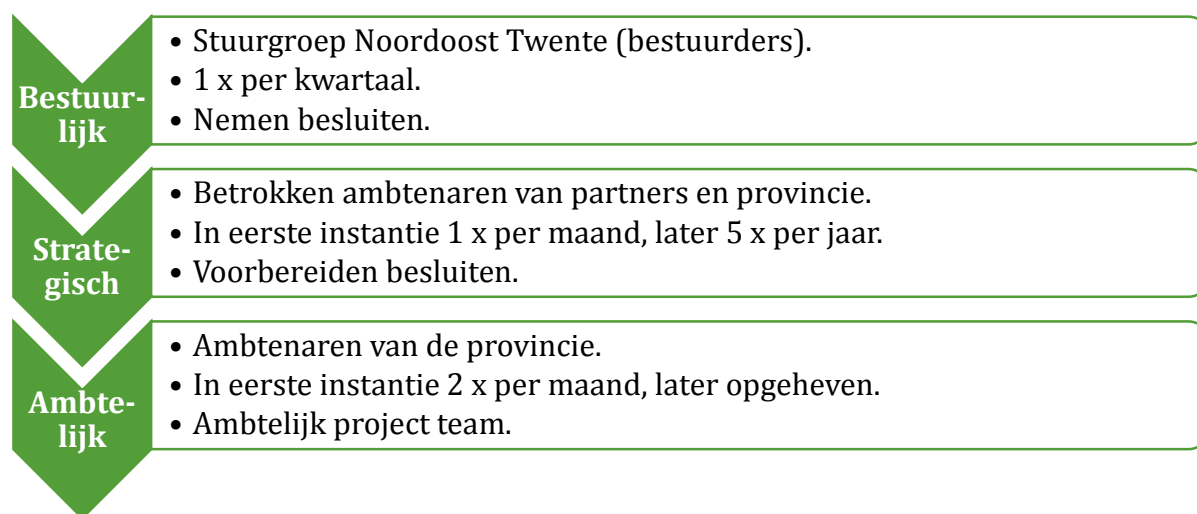 Bestuur-
lijk
• Stuurgroep Noordoost Twente (bestuurders).
• 1 x per kwartaal.
• Nemen besluiten.
Strate-
gisch
• Betrokken ambtenaren van partners en provincie.
• In eerste instantie 1 x per maand, later 5 x per jaar.
• Voorbereiden besluiten.
Ambte-
lijk
• Ambtenaren van de provincie.
• In eerste instantie 2 x per maand, later opgeheven.
• Ambtelijk project team.